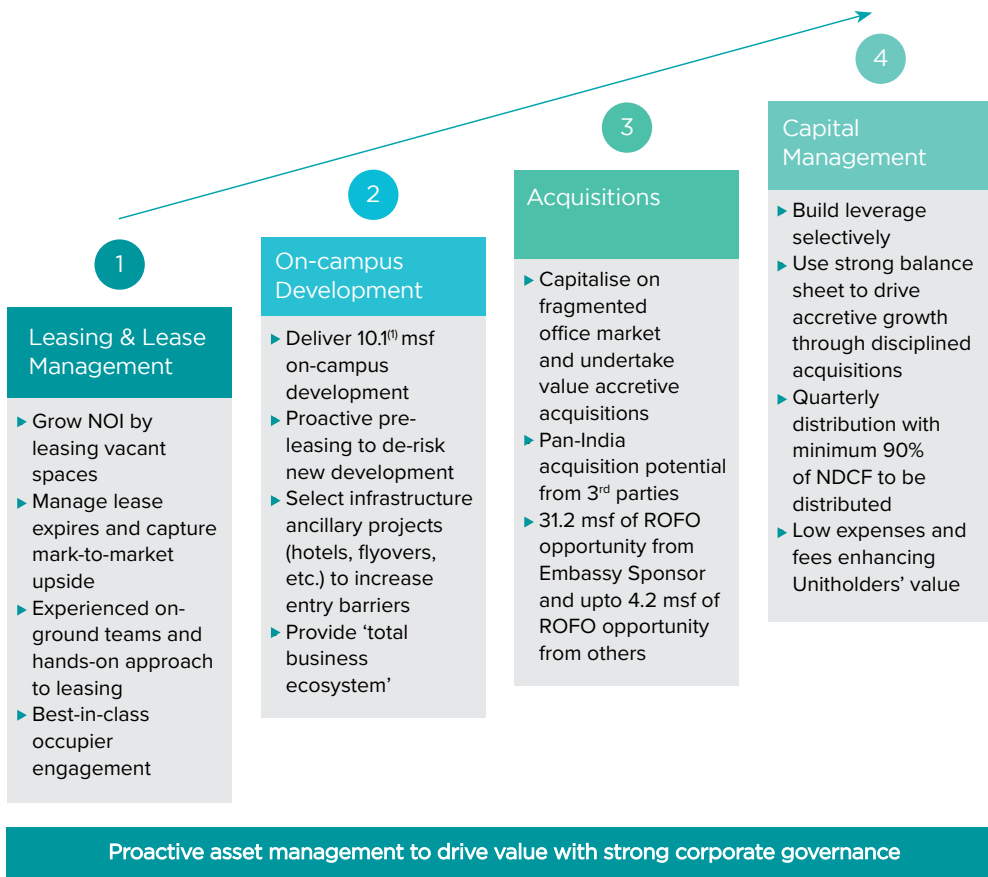 1
Leasing & Lease
Management
▶ Grow NOI by
leasing vacant
spaces
▶ Manage lease
expires and capture
mark-to-market
upside
▶ Experienced on-
ground teams and
hands-on approach
to leasing
▶ Best-in-class
occupier
engagement
2
On-campus
Development
▶ Deliver 10.1(1) msf
on-campus
development
▶ Proactive pre-
leasing to de-risk
new development
▶ Select infrastructure
ancillary projects
(hotels, flyovers,
etc.) to increase
entry barriers
▶ Provide ‘total
business
ecosystem’
3
Acquisitions
▶ Capitalise on
fragmented
office market
and undertake
value accretive
acquisitions
▶ Pan-India
acquisition potential
from 3rd parties
▶ 31.2 msf of ROFO
opportunity from
Embassy Sponsor
and upto 4.2 msf of
ROFO opportunity
from others
4
Capital
Management
▶ Build leverage
selectively
▶ Use strong balance
sheet to drive
accretive growth
through disciplined
acquisitions
▶ Quarterly
distribution with
minimum 90%
of NDCF to be
distributed
▶ Low expenses and
fees enhancing
Unitholders’ value
Proactive asset management to drive value with strong corporate governance